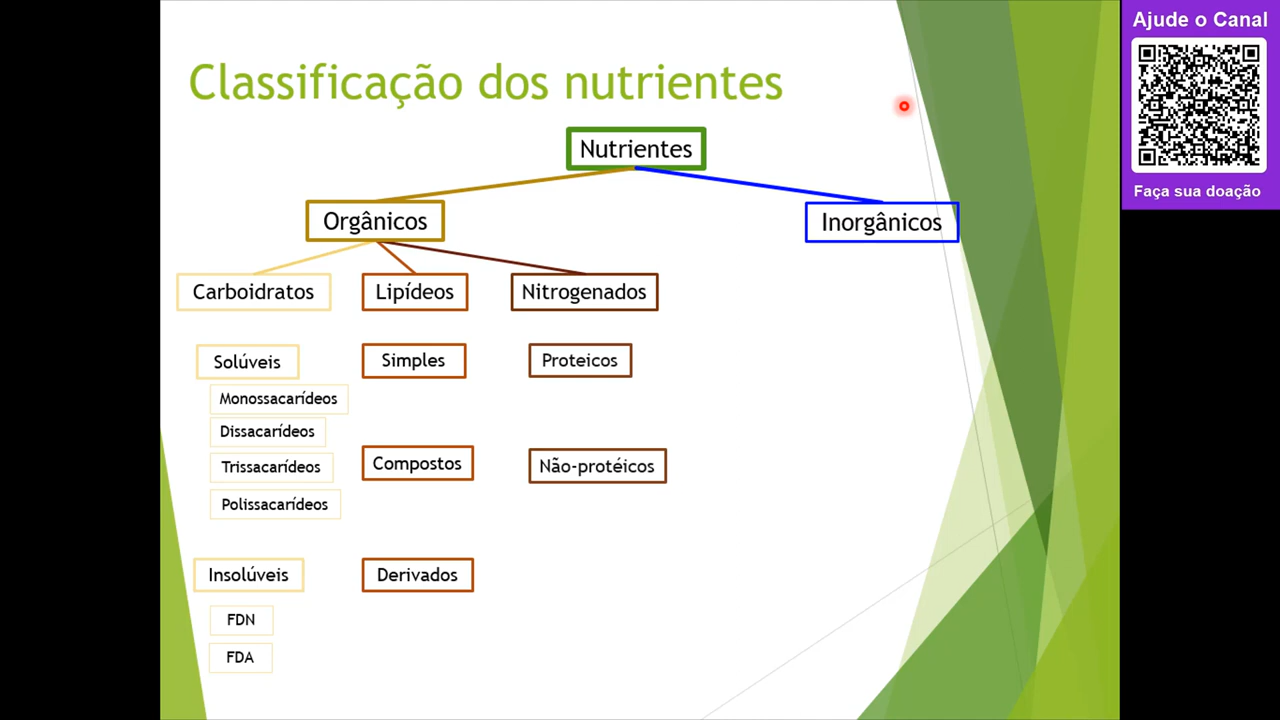 Classificação dos nutrientes
Nutrientes
Orgânicos
Inorgânicos
Carboidratos
Lipídeos
Nitrogenados
Solúveis
Simples
Proteicos
Monossacarídeos
Dissacarídeos
Trissacarídeos
Compostos
Não-protéicos
Polissacarídeos
Insolúveis
Derivados
FDN
FDA
Ajude o Canal
Faça sua doação